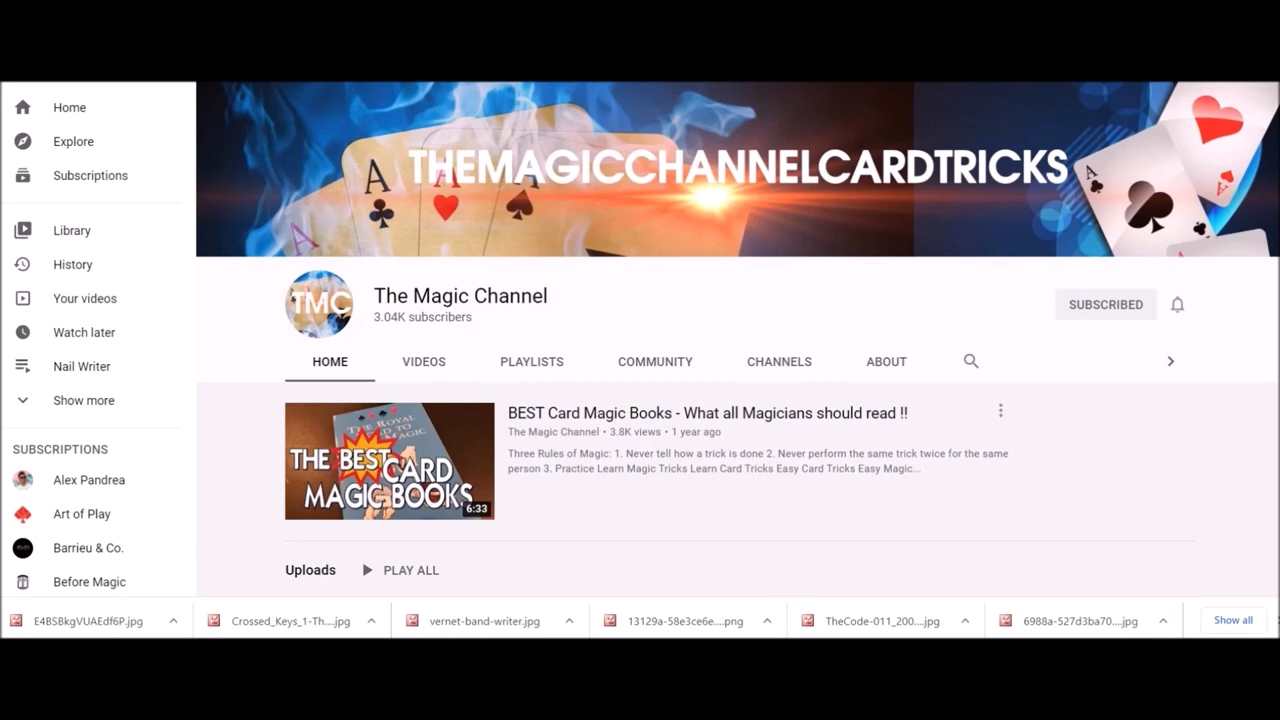 Home
Explore
Subscriptions
Library
History
Your videos
Watch later
Nail Writer
Show more
SUBSCRIPTIONS
Alex Pandrea
Art of Play
Barrieu & Co.
Before Magic
THEMAGICCHANNELCARDTRICKS
A A A
A
A
TMC
The Magic Channel
3.04K subscribers
SUBSCRIBED
HOME VIDEOS PLAYLISTS COMMUNITY CHANNELS ABOUT
THE BEST CARD
MAGIC BOOKS
6:33
BEST Card Magic Books - What all Magicians should read !!
The Magic Channel • 3.8K views • 1 year ago
Three Rules of Magic: 1. Never tell how a trick is done 2. Never perform the same trick twice for the same
person 3. Practice Learn Magic Tricks Learn Card Tricks Easy Card Tricks Easy Magic...
Uploads PLAY ALL
E4BSBkgVUAEdf6P.jpg Crossed_Keys_1-Th....jpg vernet-band-writer.jpg 13129a-58e3ce6e....png TheCode-011_200....jpg 6988a-527d3ba70....jpg Show all